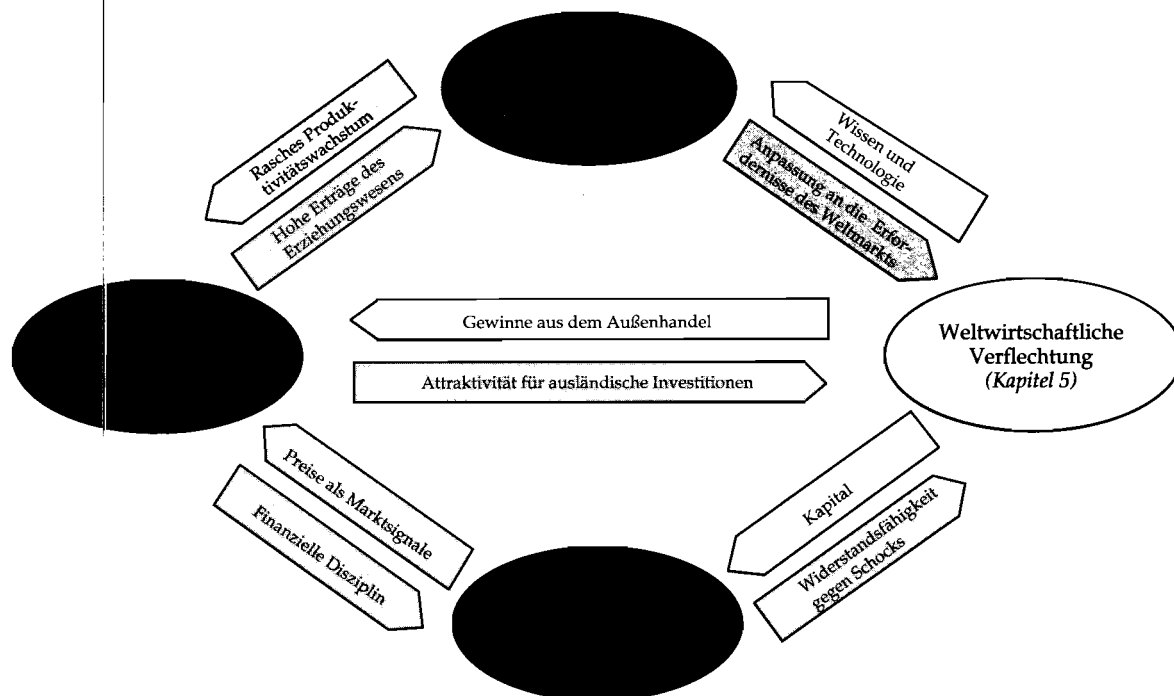 Rasches Produk-
tivitätswachstum
Hohe Erträge des
Erziehungswesens
Wissen und
Technologie
Anpassung an die Erfor-
dernisse des Weltmarkts
Gewinne aus dem Außenhandel
Attraktivität für ausländische Investitionen
Weltwirtschaftliche
Verflechtung
(Kapitel 5)
Preise als Marktsignale
Finanzielle Disziplin
Kapital
Widerstandsfähigkeit
gegen Schocks